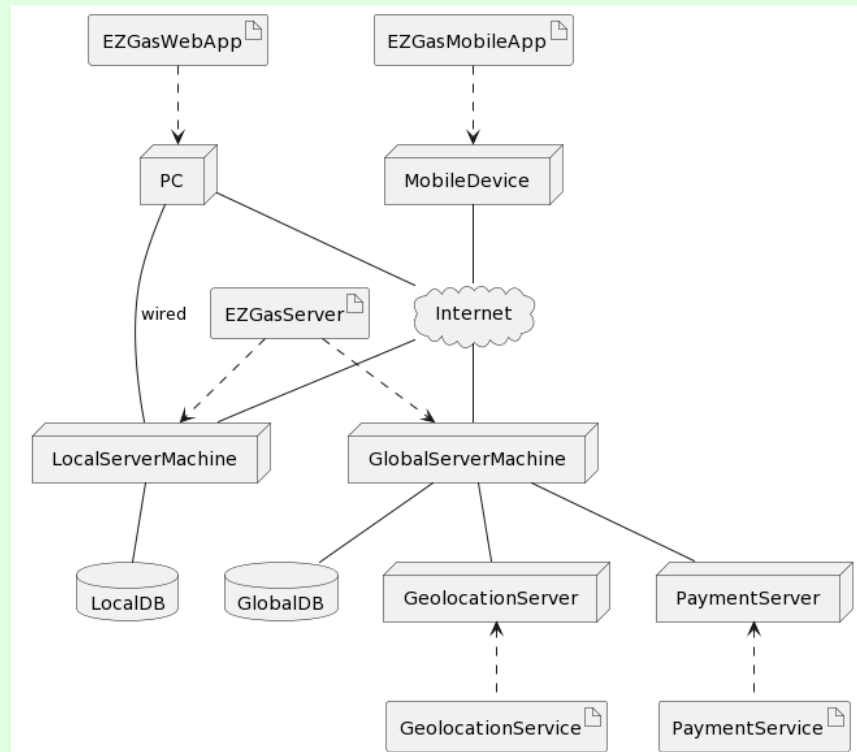 EZGasWebApp
EZGasMobileApp
PC
MobileDevice
wired
EZGasServer
Internet
LocalServerMachine
GlobalServerMachine
LocalDB
GlobalDB
GeolocationServer
PaymentServer
GeolocationService
PaymentService